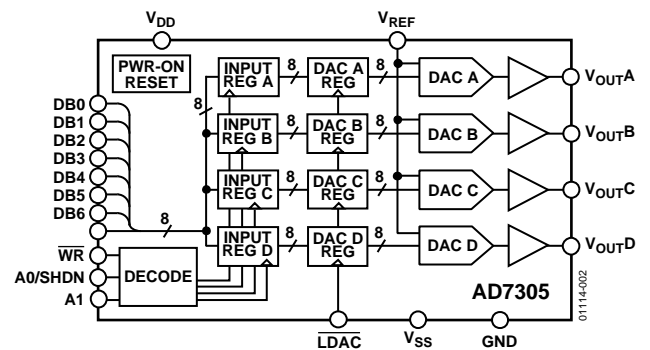 VDD
VREF
PWR-ON
RESET
INPUT
REG A
8
DAC A
REG
8
DAC A
VOUTA
8
INPUT
REG B
8
DAC B
REG
8
DAC B
VOUTB
INPUT
REG C
8
DAC C
REG
8
DAC C
VOUTC
INPUT
REG D
8
DAC D
REG
8
DAC D
VOUTD
DB0
DB1
DB2
DB3
DB4
DB5
DB6
8
WR
A0/SHDN
A1
DECODE
AD7305
01114-002
LDAC
VSS
GND